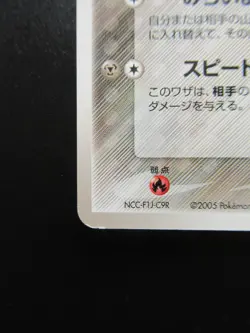 自分または相手の山
に入れ替えて、その
スピード
このワザは、相手の
ダメージを与える。
弱点
NCC-F1J-C9R
©2005 Pokémon